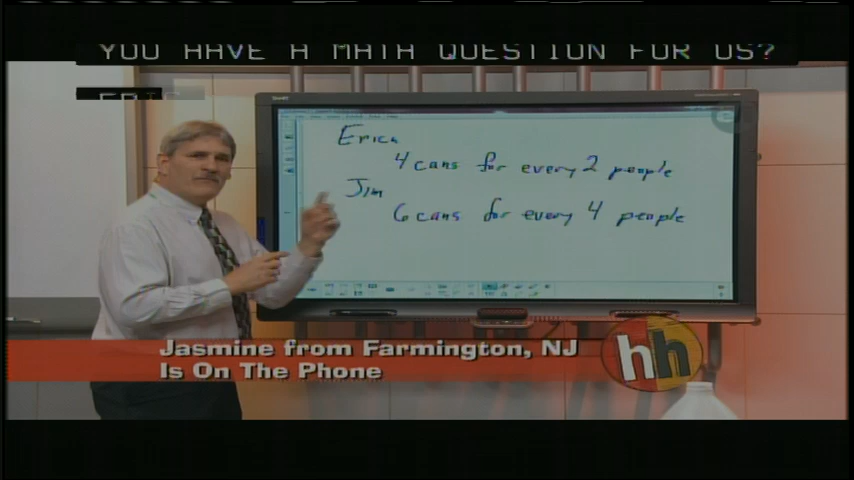 YOU HAVE A MATH QUESTION FOR US?
Erica
4 cans for every 2 people
Jim
6 cans for every 4 people
Jasmine from Farmington, NJ
Is On The Phone
hh